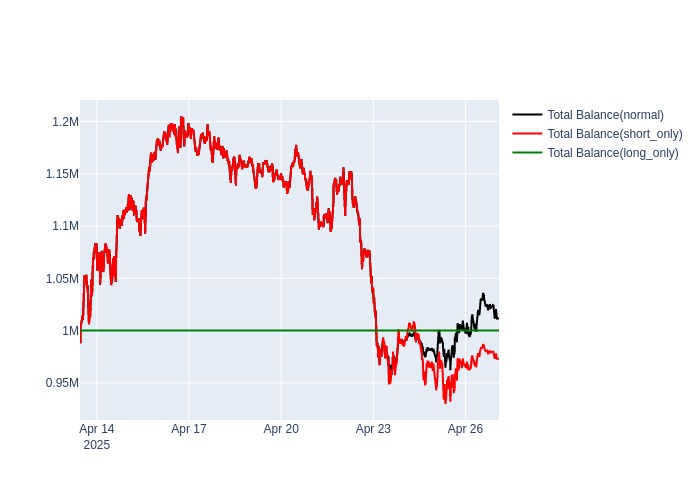 Total Balance(normal)
Total Balance(short_only)
Total Balance(long_only)
1.2M
1.15M
1.1M
1.05M
1M
0.95M
Apr 14
2025
Apr 17
Apr 20
Apr 23
Apr 26